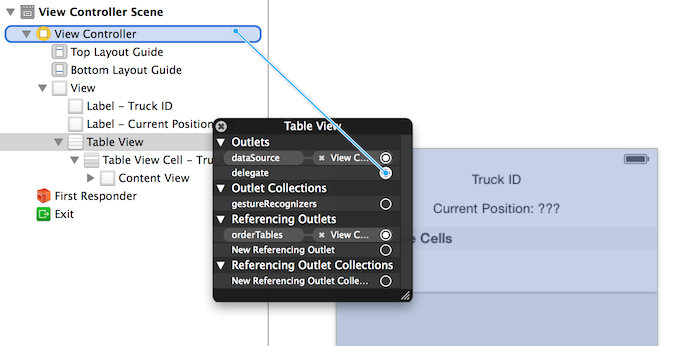 View Controller Scene
View Controller
Top Layout Guide
Bottom Layout Guide
View
Label – Truck ID
Label – Current Position
Table View
Table View Cell – Tru
Content View
First Responder
Exit
Table View
Outlets
dataSource View C...
delegate
Outlet Collections
gestureRecognizers
Referencing Outlets
orderTables View C...
New Referencing Outlet
Referencing Outlet Collections
New Referencing Outlet Colle...
Truck ID
Current Position: ???
Cells